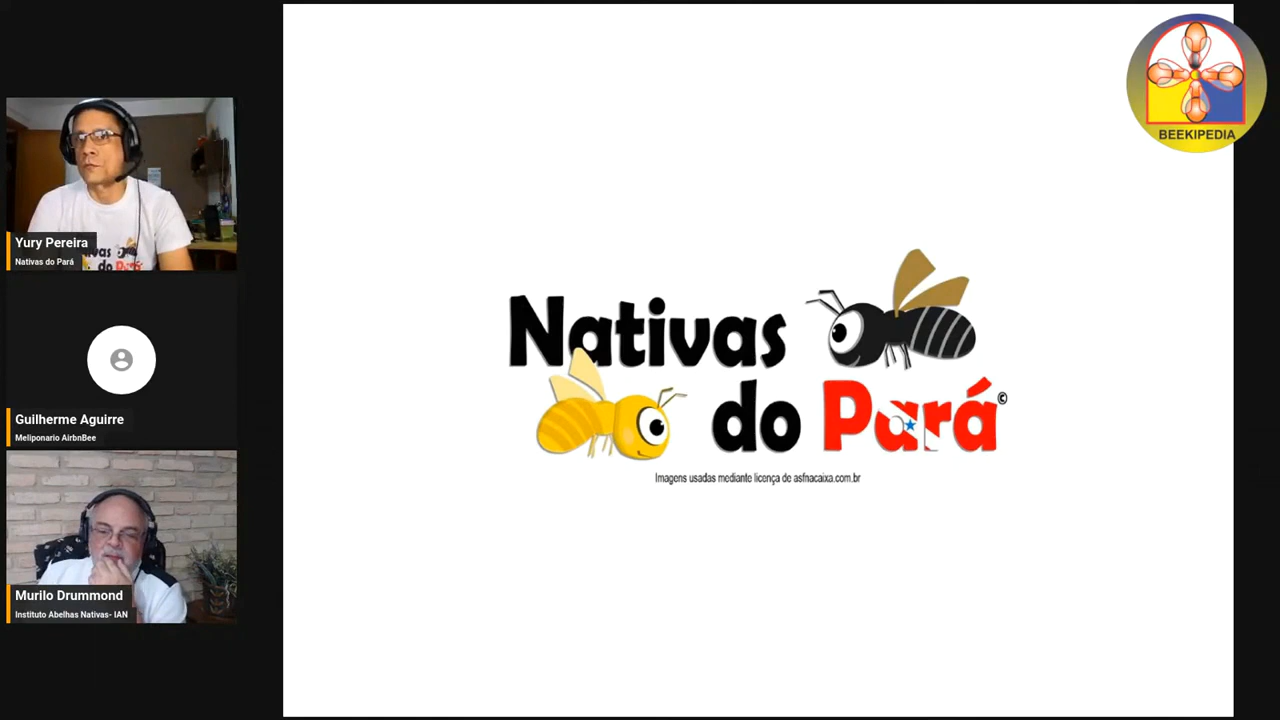 BEEKIPEDIA
Yury Pereira
Nativas do Pará
Guilherme Aguirre
Meliponario AirbnBee
Murilo Drummond
Instituto Abelhas Nativas- IAN
Nativas
do Pará©
Imagens usadas mediante licença de asfnacaixa.com.br